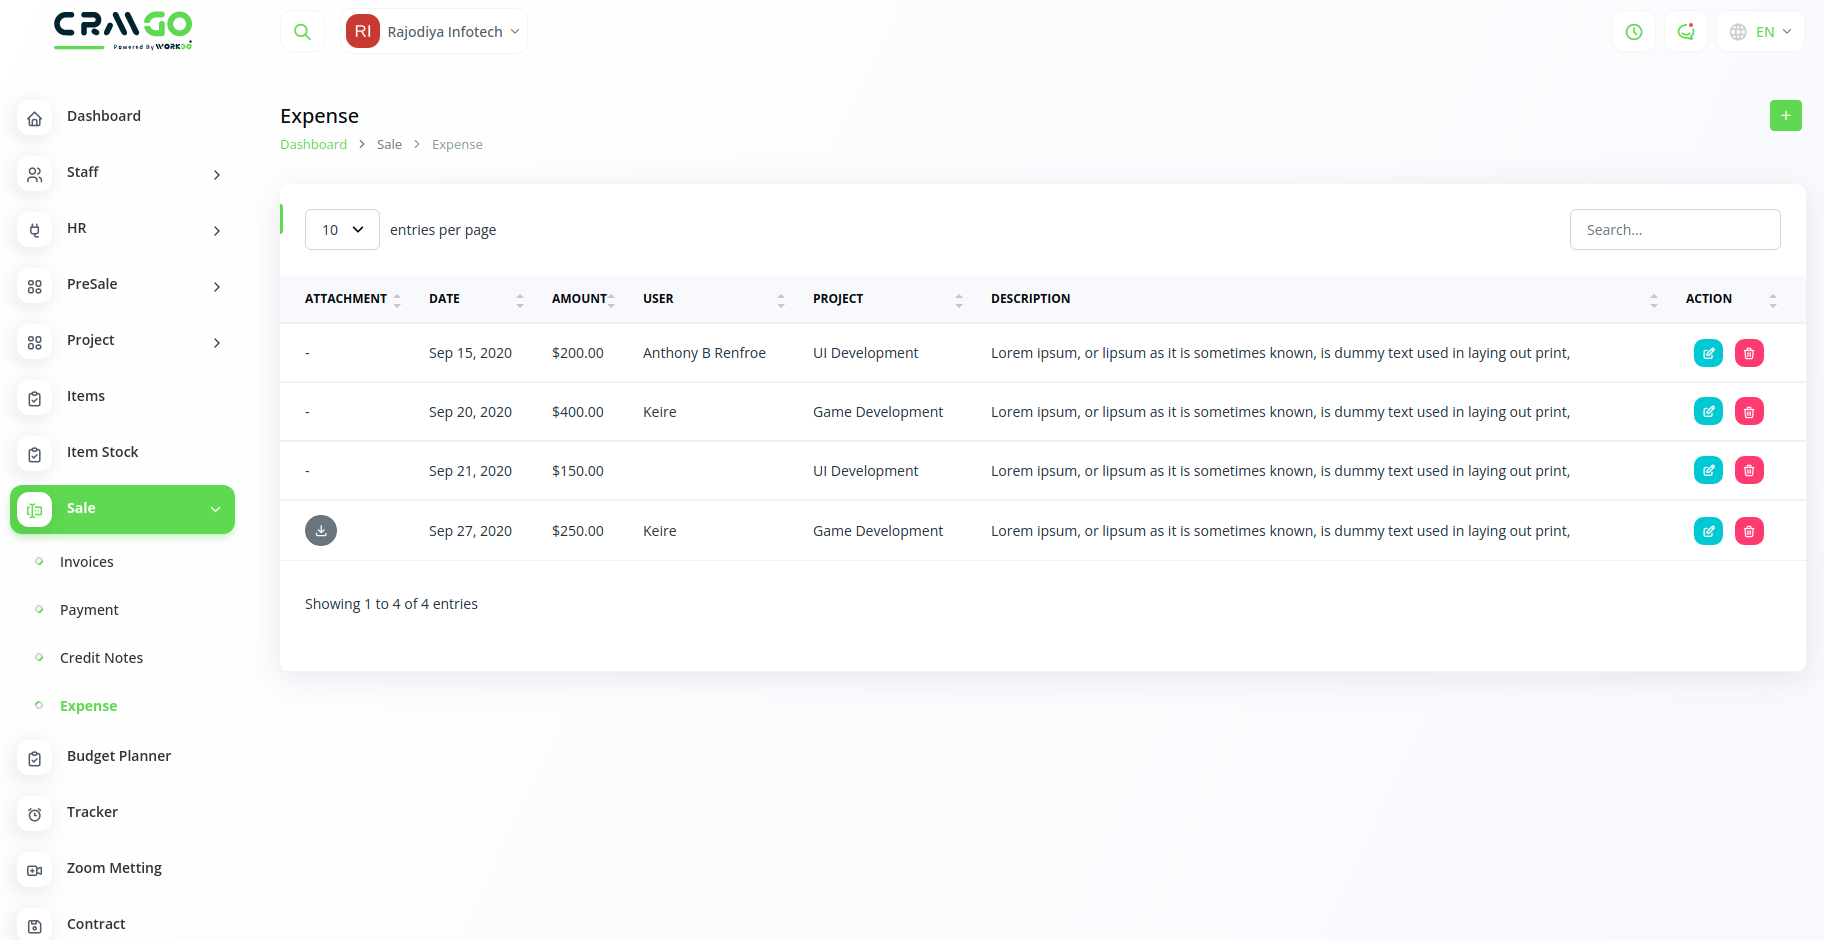 CRMGO
Powered By WORKDO
RI Rajodiya Infotech
EN
Dashboard
Staff
HR
PreSale
Project
Items
Item Stock
Sale
Invoices
Payment
Credit Notes
Expense
Budget Planner
Tracker
Zoom Metting
Contract
Expense
Dashboard > Sale > Expense
+
10 entries per page
Search...
ATTACHMENT DATE AMOUNT USER PROJECT DESCRIPTION ACTION
- Sep 15, 2020 $200.00 Anthony B Renfroe UI Development Lorem ipsum, or lipsum as it is sometimes known, is dummy text used in laying out print,
- Sep 20, 2020 $400.00 Keire Game Development Lorem ipsum, or lipsum as it is sometimes known, is dummy text used in laying out print,
- Sep 21, 2020 $150.00 UI Development Lorem ipsum, or lipsum as it is sometimes known, is dummy text used in laying out print,
Sep 27, 2020 $250.00 Keire Game Development Lorem ipsum, or lipsum as it is sometimes known, is dummy text used in laying out print,
Showing 1 to 4 of 4 entries